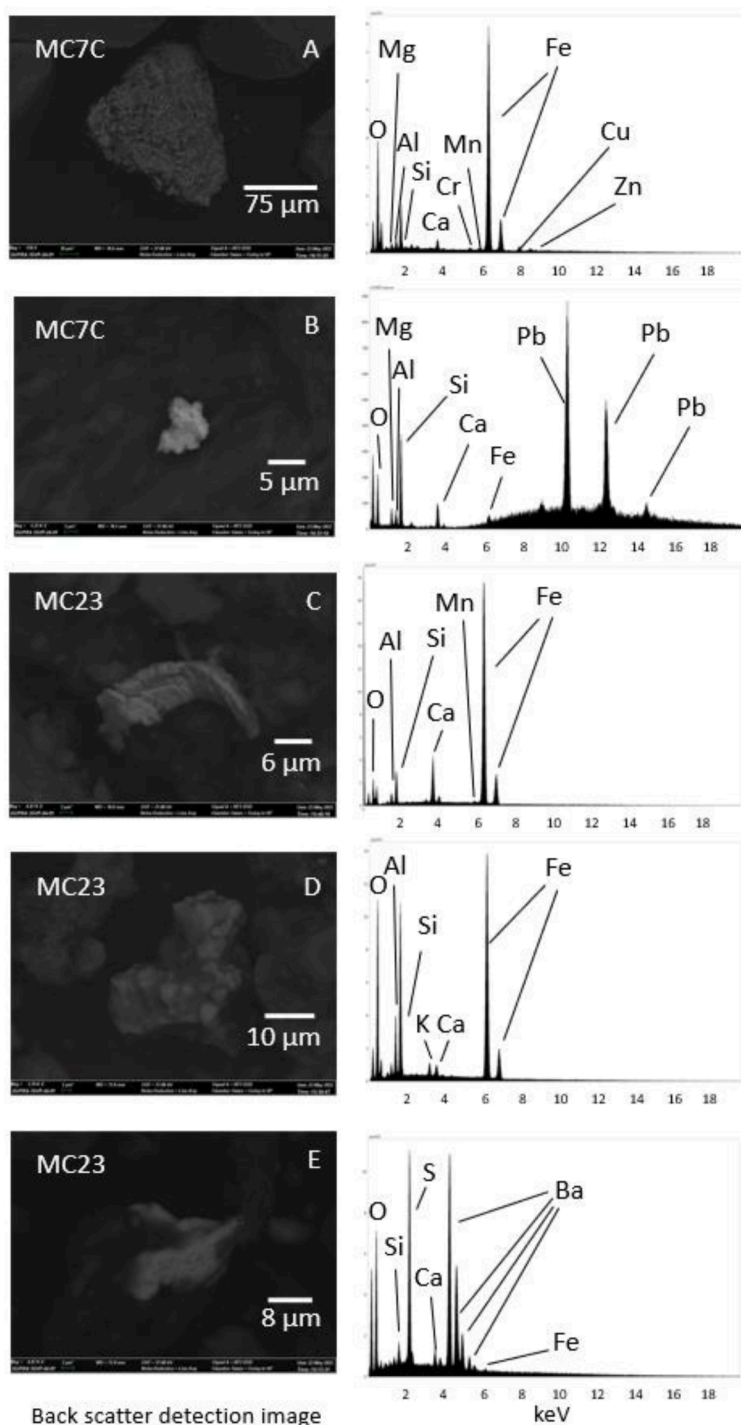 MC7C A
75 µm
O Mg Al Si Ca Cr Mn Fe Cu Zn
2 4 6 8 10 12 14 16 18
MC7C B
5 µm
O Mg Al Si Ca Fe Pb Pb Pb
2 4 6 8 10 12 14 16 18
MC23 C
6 µm
O Al Si Ca Mn Fe
2 4 6 8 10 12 14 16 18
MC23 D
10 µm
O Al Si K Ca Fe
2 4 6 8 10 12 14 16 18
MC23 E
8 µm
O Si S Ca Ba Fe
2 4 6 8 10 12 14 16 18
Back scatter detection image
keV